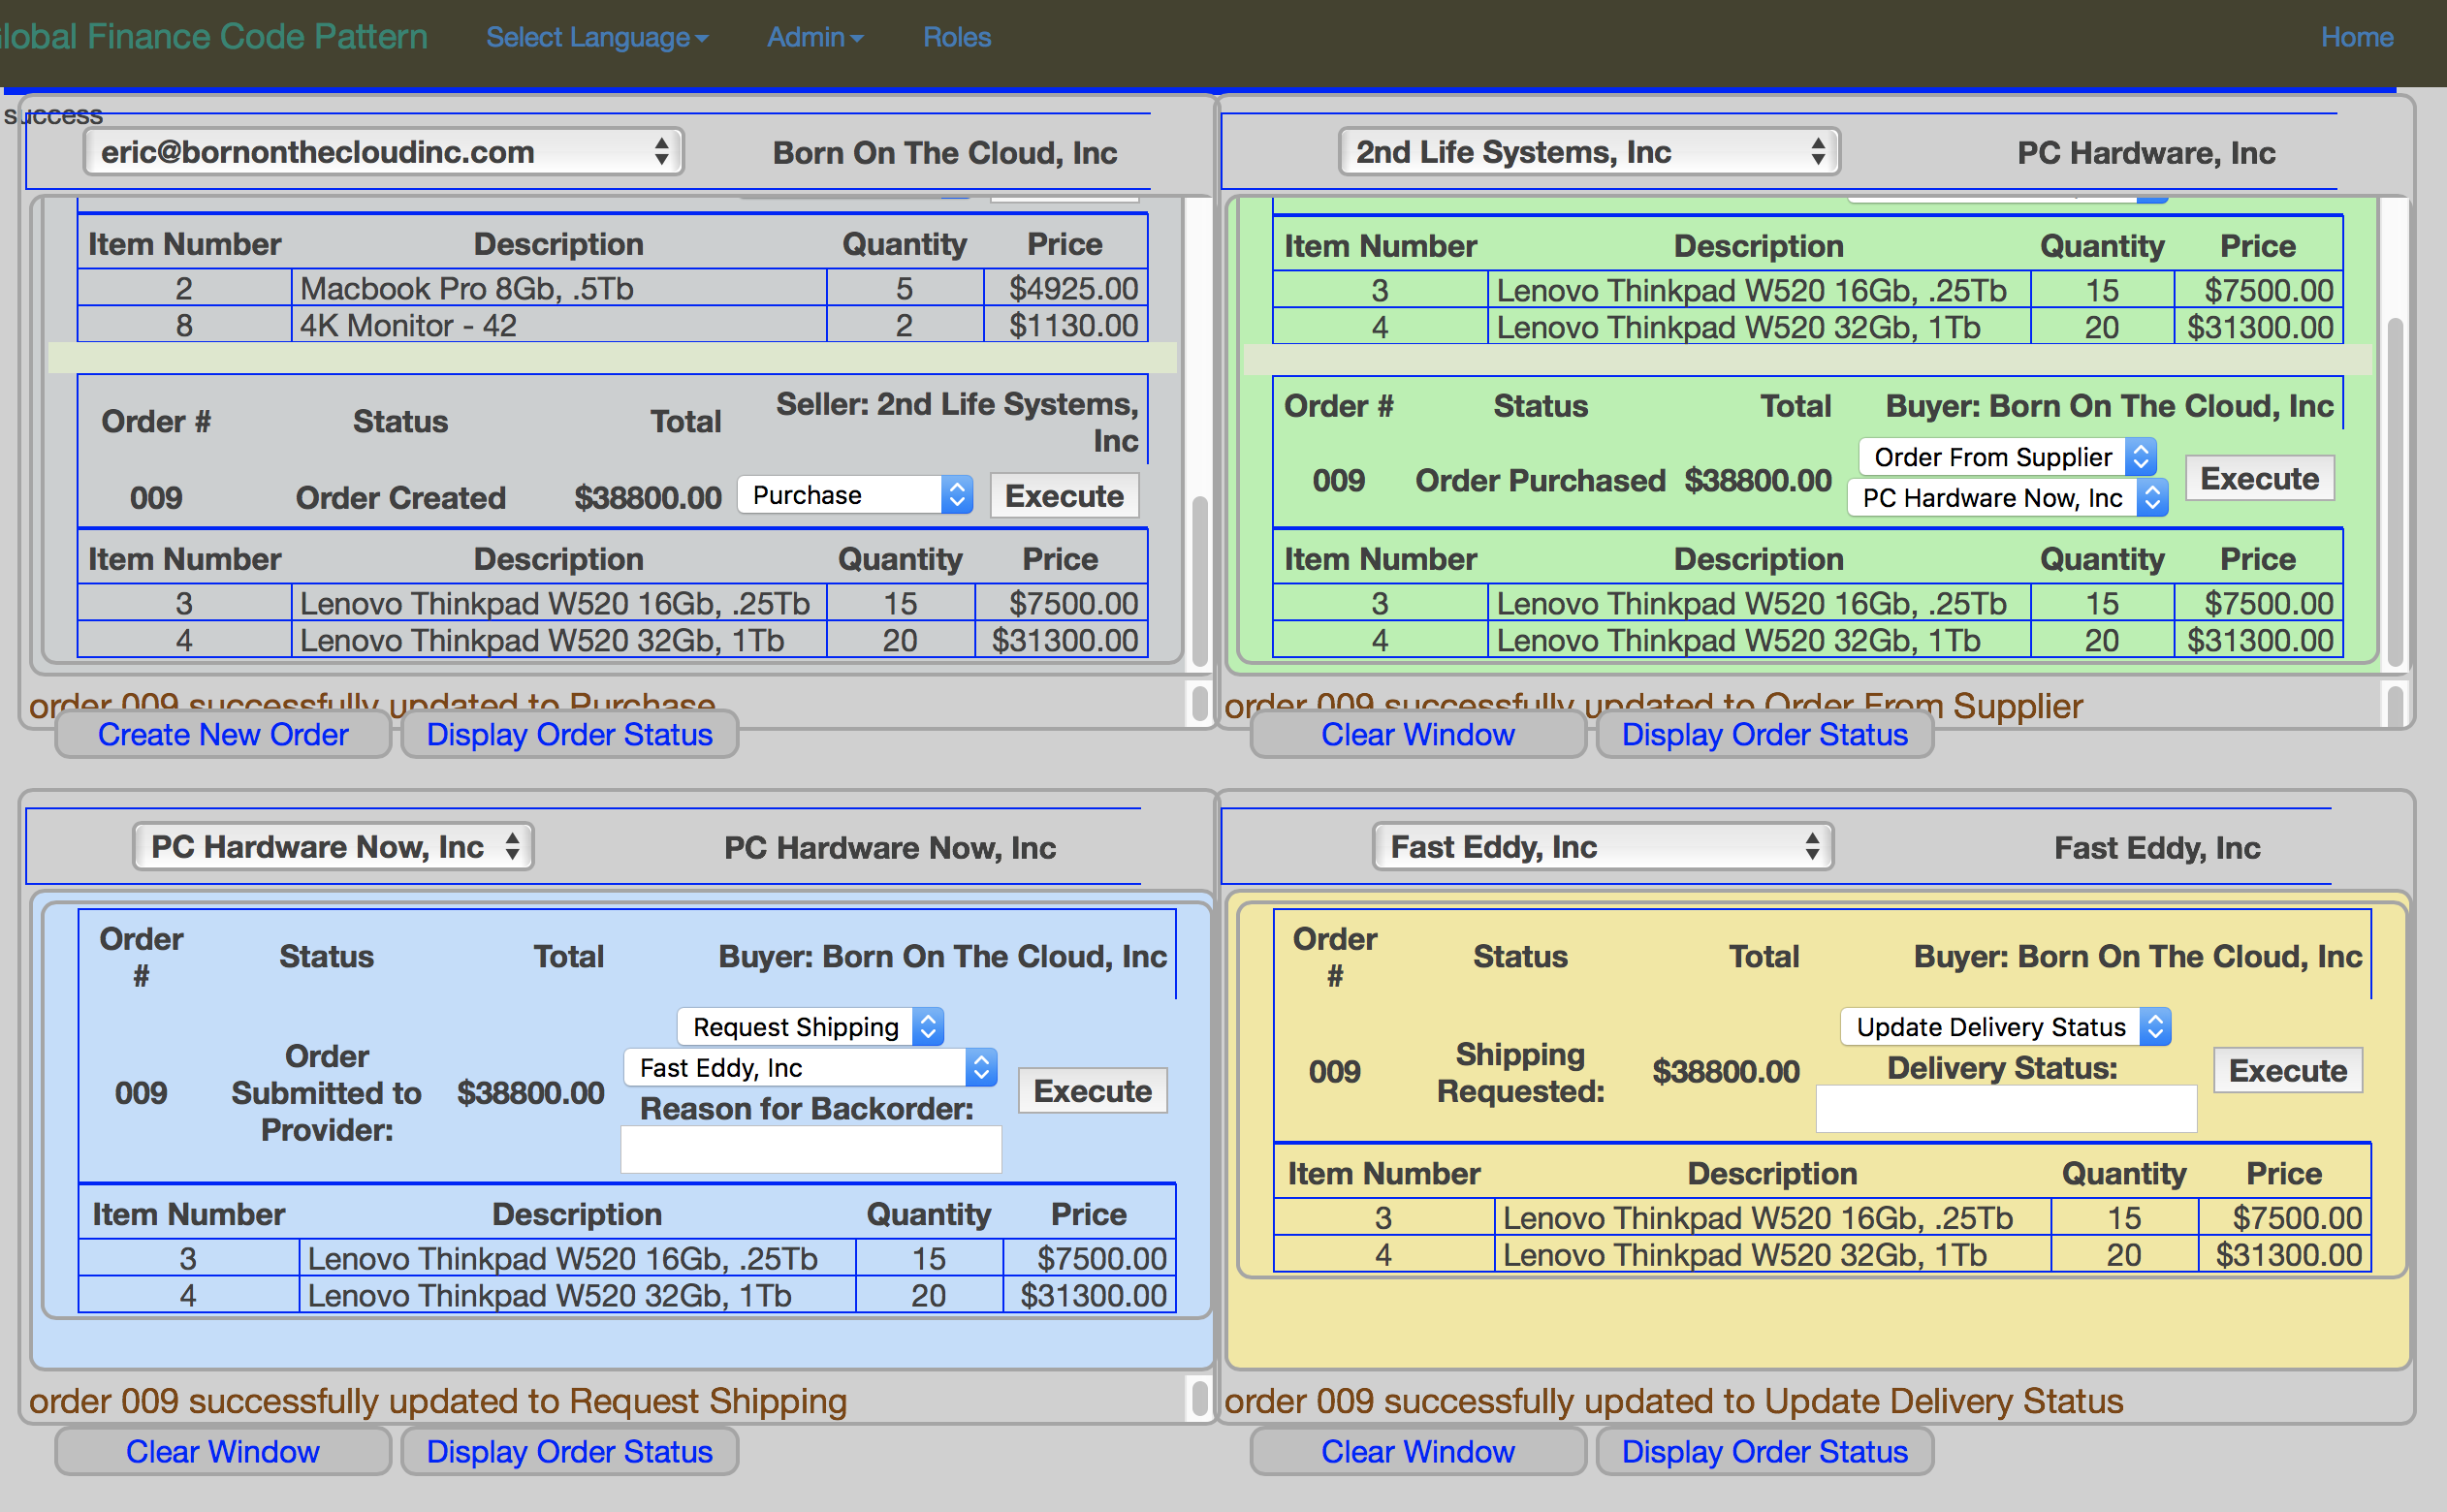 Global Finance Code Pattern Select Language Admin Roles Home
success
eric@bornonthecloudinc.com Born On The Cloud, Inc
Item Number Description Quantity Price
2 Macbook Pro 8Gb, .5Tb 5 $4925.00
8 4K Monitor - 42 2 $1130.00
Order # Status Total Seller: 2nd Life Systems,
Inc
009 Order Created $38800.00 Purchase Execute
Item Number Description Quantity Price
3 Lenovo Thinkpad W520 16Gb, .25Tb 15 $7500.00
4 Lenovo Thinkpad W520 32Gb, 1Tb 20 $31300.00
order 009 successfully updated to Purchase
Create New Order Display Order Status
2nd Life Systems, Inc PC Hardware, Inc
Item Number Description Quantity Price
3 Lenovo Thinkpad W520 16Gb, .25Tb 15 $7500.00
4 Lenovo Thinkpad W520 32Gb, 1Tb 20 $31300.00
Order # Status Total Buyer: Born On The Cloud, Inc
Order From Supplier
009 Order Purchased $38800.00 Execute
PC Hardware Now, Inc
Item Number Description Quantity Price
3 Lenovo Thinkpad W520 16Gb, .25Tb 15 $7500.00
4 Lenovo Thinkpad W520 32Gb, 1Tb 20 $31300.00
order 009 successfully updated to Order From Supplier
Clear Window Display Order Status
PC Hardware Now, Inc PC Hardware Now, Inc
Order
# Status Total Buyer: Born On The Cloud, Inc
Request Shipping
Order
Fast Eddy, Inc
009 Submitted to $38800.00 Execute
Reason for Backorder:
Provider:
Item Number Description Quantity Price
3 Lenovo Thinkpad W520 16Gb, .25Tb 15 $7500.00
4 Lenovo Thinkpad W520 32Gb, 1Tb 20 $31300.00
order 009 successfully updated to Request Shipping
Clear Window Display Order Status
Fast Eddy, Inc Fast Eddy, Inc
Order
# Status Total Buyer: Born On The Cloud, Inc
Update Delivery Status
Shipping
009 Requested: $38800.00 Delivery Status: Execute
Item Number Description Quantity Price
3 Lenovo Thinkpad W520 16Gb, .25Tb 15 $7500.00
4 Lenovo Thinkpad W520 32Gb, 1Tb 20 $31300.00
order 009 successfully updated to Update Delivery Status
Clear Window Display Order Status